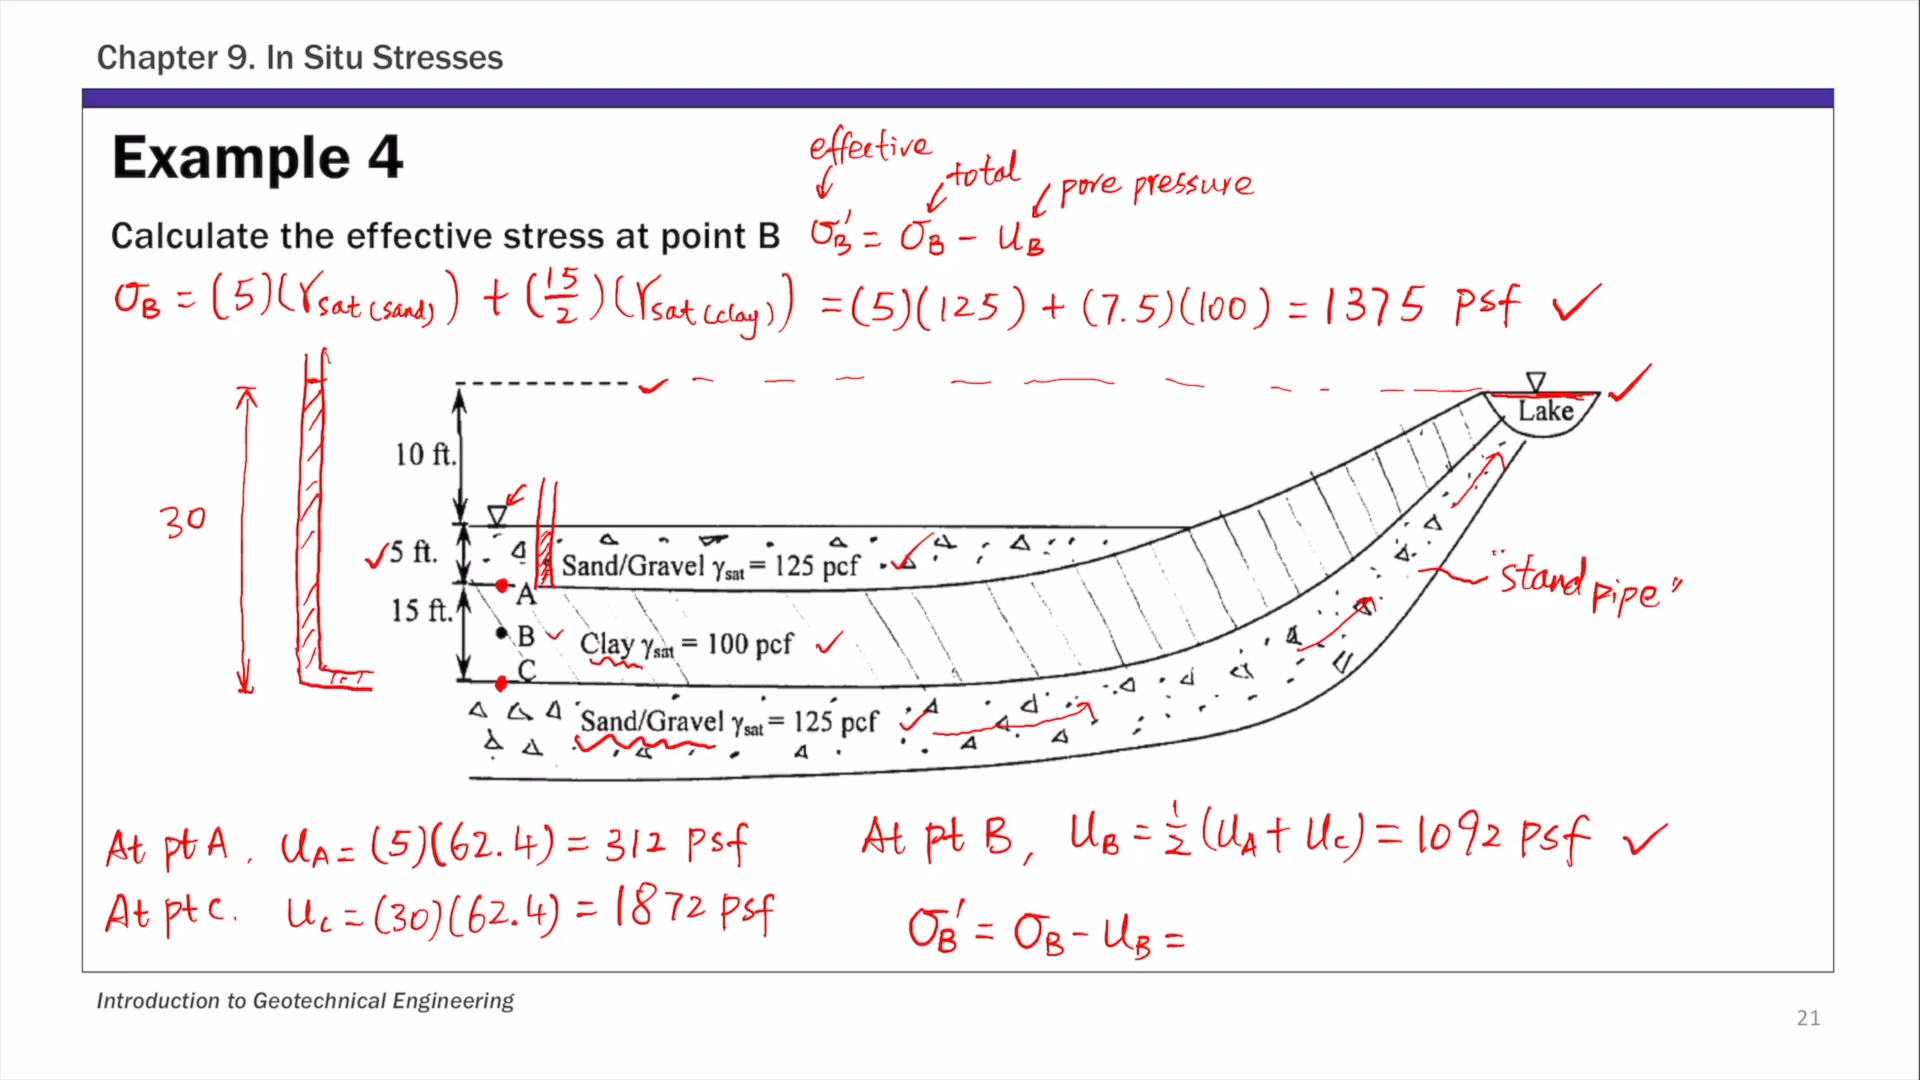 Chapter 9. In Situ Stresses
Example 4
effective
total
pore pressure
Calculate the effective stress at point B σ'B = σB - uB
σB = (5)(γsat(sand)) + (15/2)(γsat(clay)) = (5)(125) + (7.5)(100) = 1375 psf ✓
10 ft.
Lake
30
5 ft.
Sand/Gravel γsat = 125 pcf
"stand pipe"
A
15 ft.
B
Clay γsat = 100 pcf
C
Sand/Gravel γsat = 125 pcf
At pt A. uA = (5)(62.4) = 312 psf
At pt B, uB = 1/2 (uA + uC) = 1092 psf ✓
At pt C. uC = (30)(62.4) = 1872 psf
σB' = σB - uB =
Introduction to Geotechnical Engineering
21